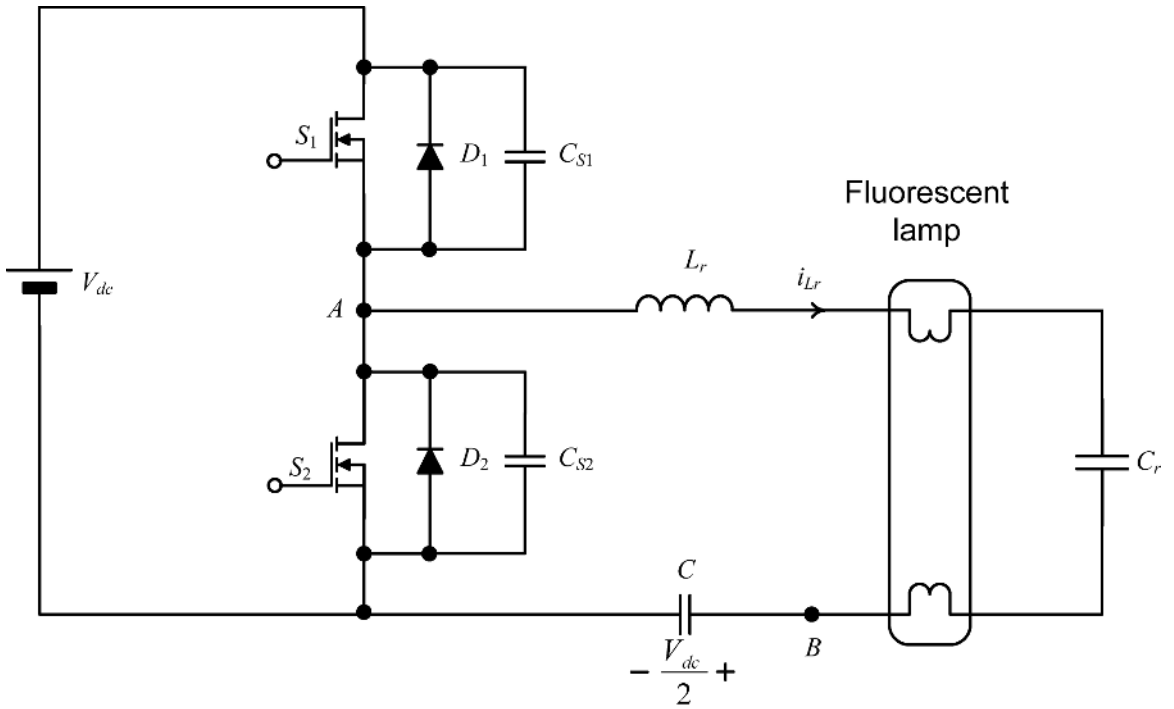 S1
D1
CS1
Fluorescent
lamp
Vdc
Lr
iLr
A
S2
D2
CS2
Cr
C
B
− Vdc/2 +